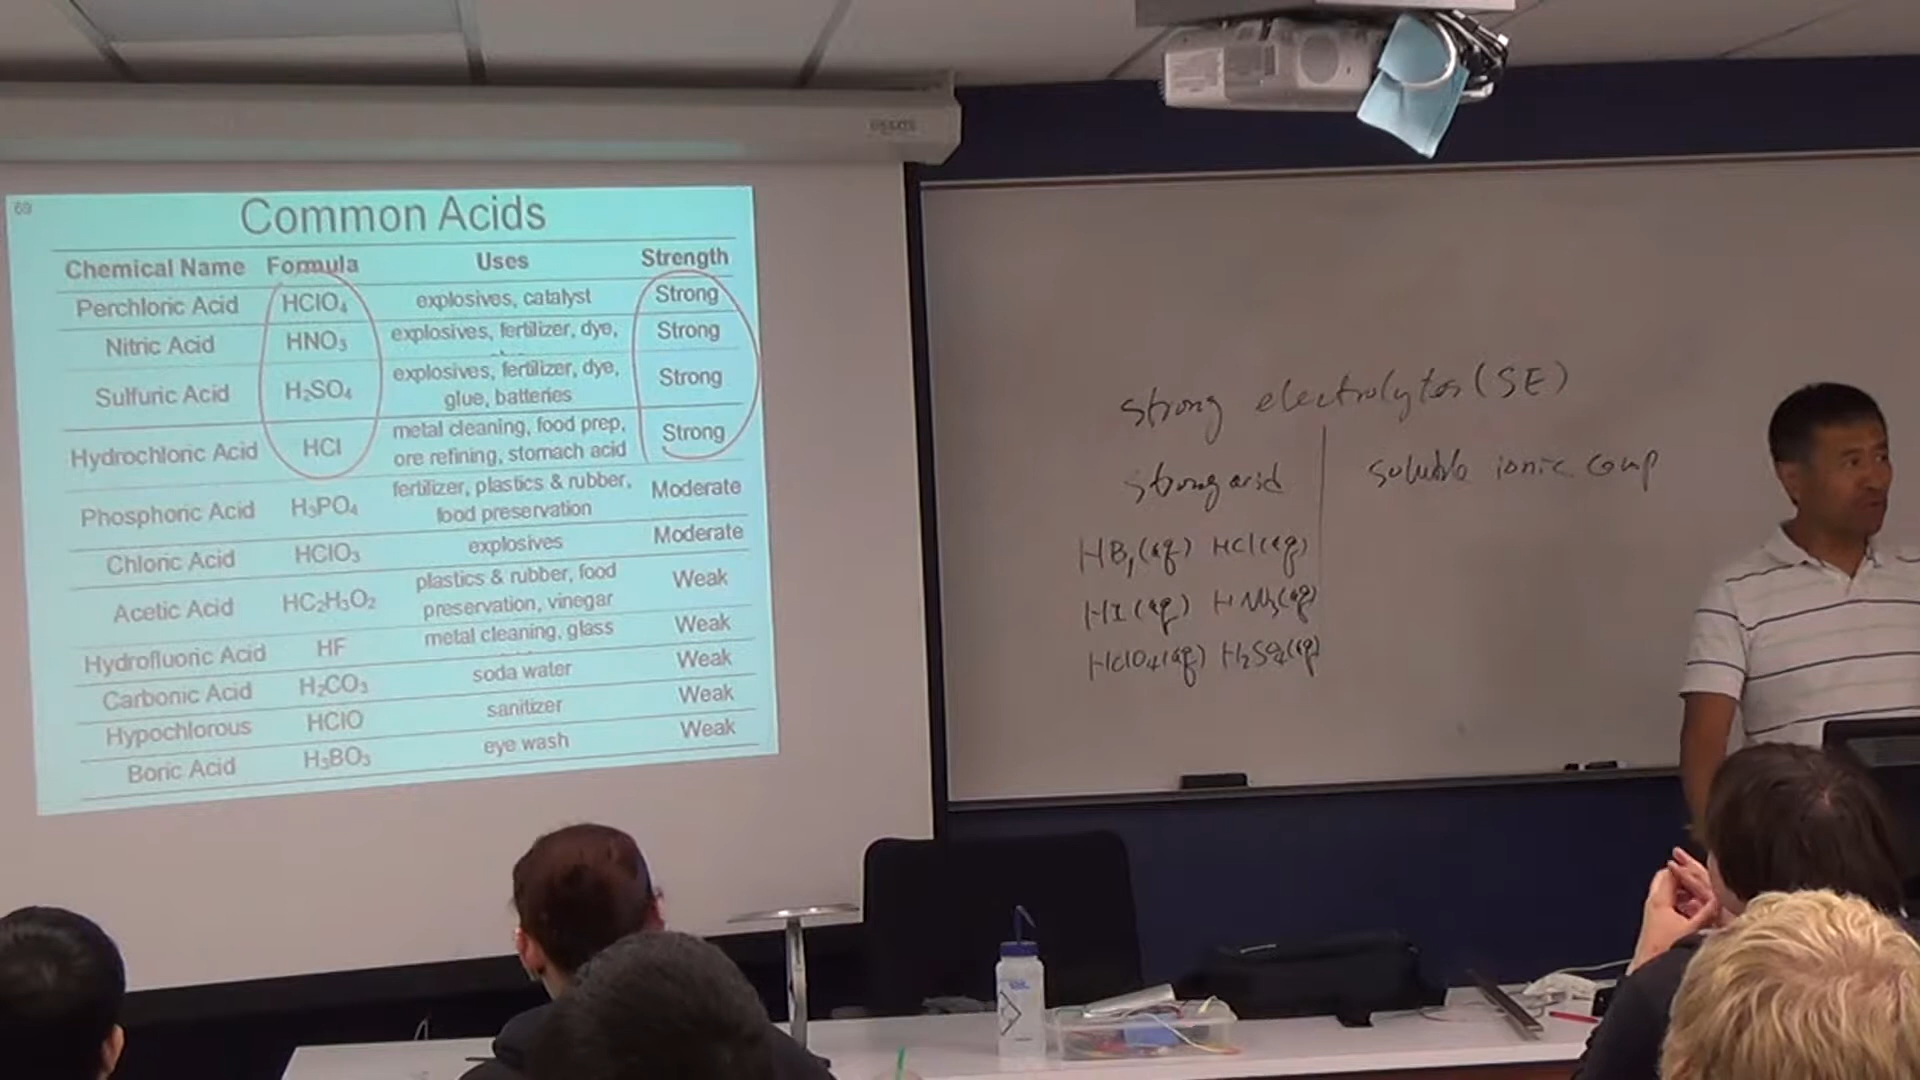 69
Common Acids
Chemical Name Formula Uses Strength
Perchloric Acid HClO₄ explosives, catalyst Strong
Nitric Acid HNO₃ explosives, fertilizer, dye, Strong
Sulfuric Acid H₂SO₄ explosives, fertilizer, dye, glue, batteries Strong
Hydrochloric Acid HCl metal cleaning, food prep, ore refining, stomach acid Strong
Phosphoric Acid H₃PO₄ fertilizer, plastics & rubber, food preservation Moderate
Chloric Acid HClO₃ explosives Moderate
Acetic Acid HC₂H₃O₂ plastics & rubber, food preservation, vinegar Weak
Hydrofluoric Acid HF metal cleaning, glass Weak
Carbonic Acid H₂CO₃ soda water Weak
Hypochlorous HClO sanitizer Weak
Boric Acid H₃BO₃ eye wash Weak
strong electrolytes (SE)
strong acid soluble ionic comp
HBr(aq) HCl(aq)
HI(aq) HNO₃(aq)
HClO₄(aq) H₂SO₄(aq)